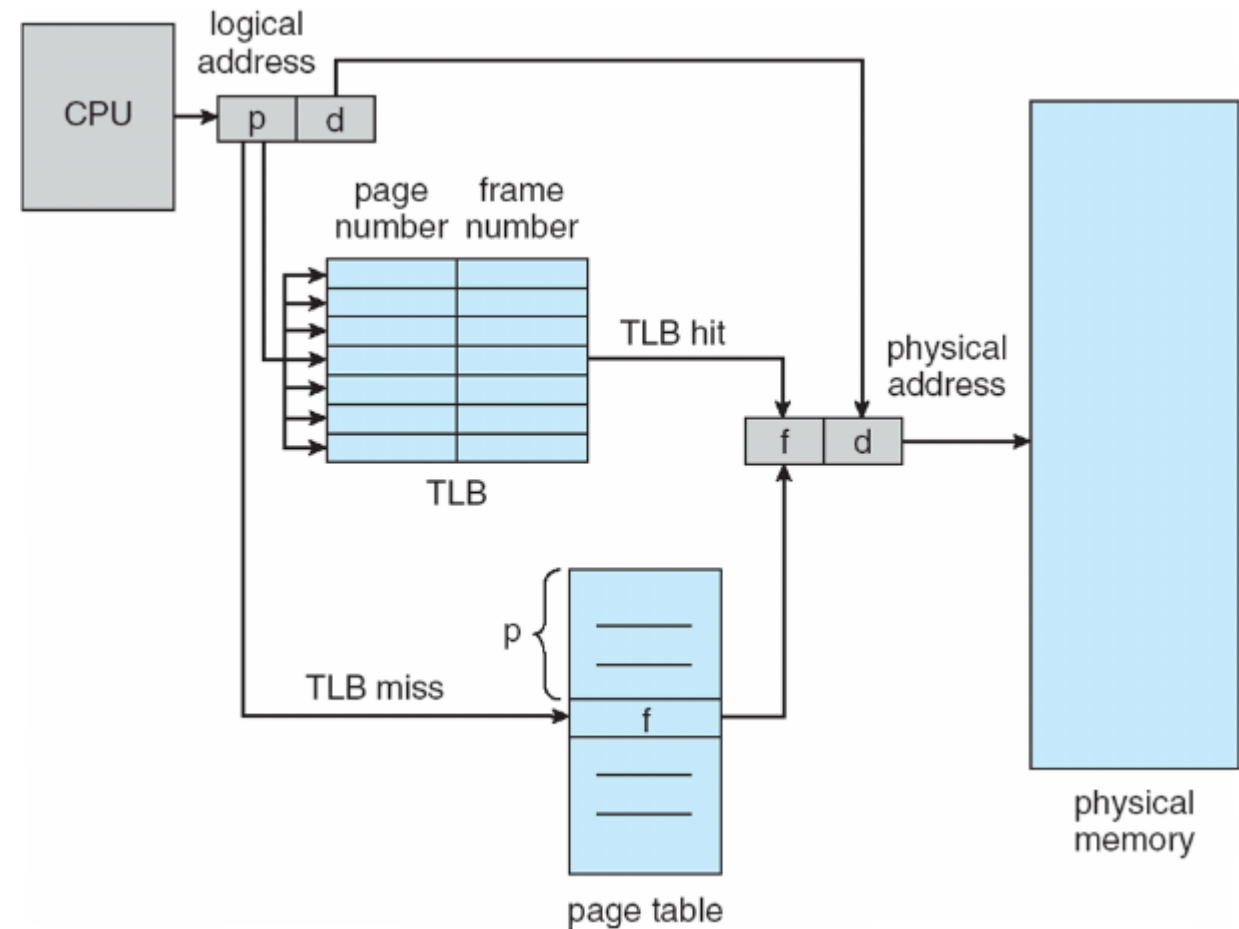 logical
address
CPU
p
d
page
number
frame
number
TLB hit
physical
address
f
d
TLB
p
TLB miss
f
physical
memory
page table